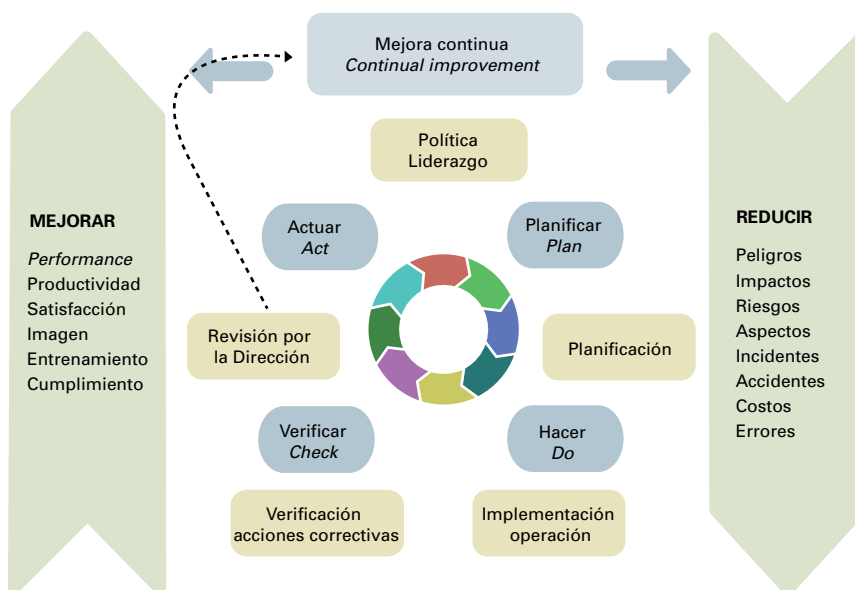 Mejora continua
Continual improvement
Política
Liderazgo
MEJORAR
Performance
Productividad
Satisfacción
Imagen
Entrenamiento
Cumplimiento
Actuar
Act
Planificar
Plan
REDUCIR
Peligros
Impactos
Riesgos
Aspectos
Incidentes
Accidentes
Costos
Errores
Revisión por
la Dirección
Planificación
Verificar
Check
Hacer
Do
Verificación
acciones correctivas
Implementación
operación